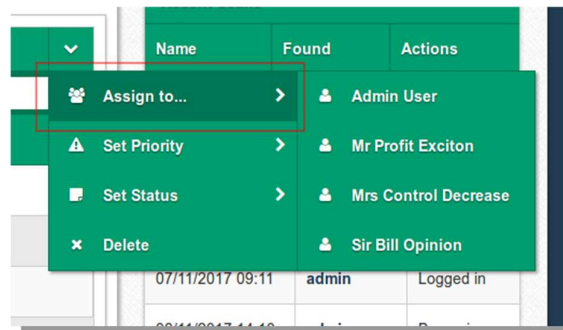 Name Found Actions
Assign to... Admin User
Set Priority Mr Profit Exciton
Set Status Mrs Control Decrease
Delete Sir Bill Opinion
07/11/2017 09:11 admin Logged in